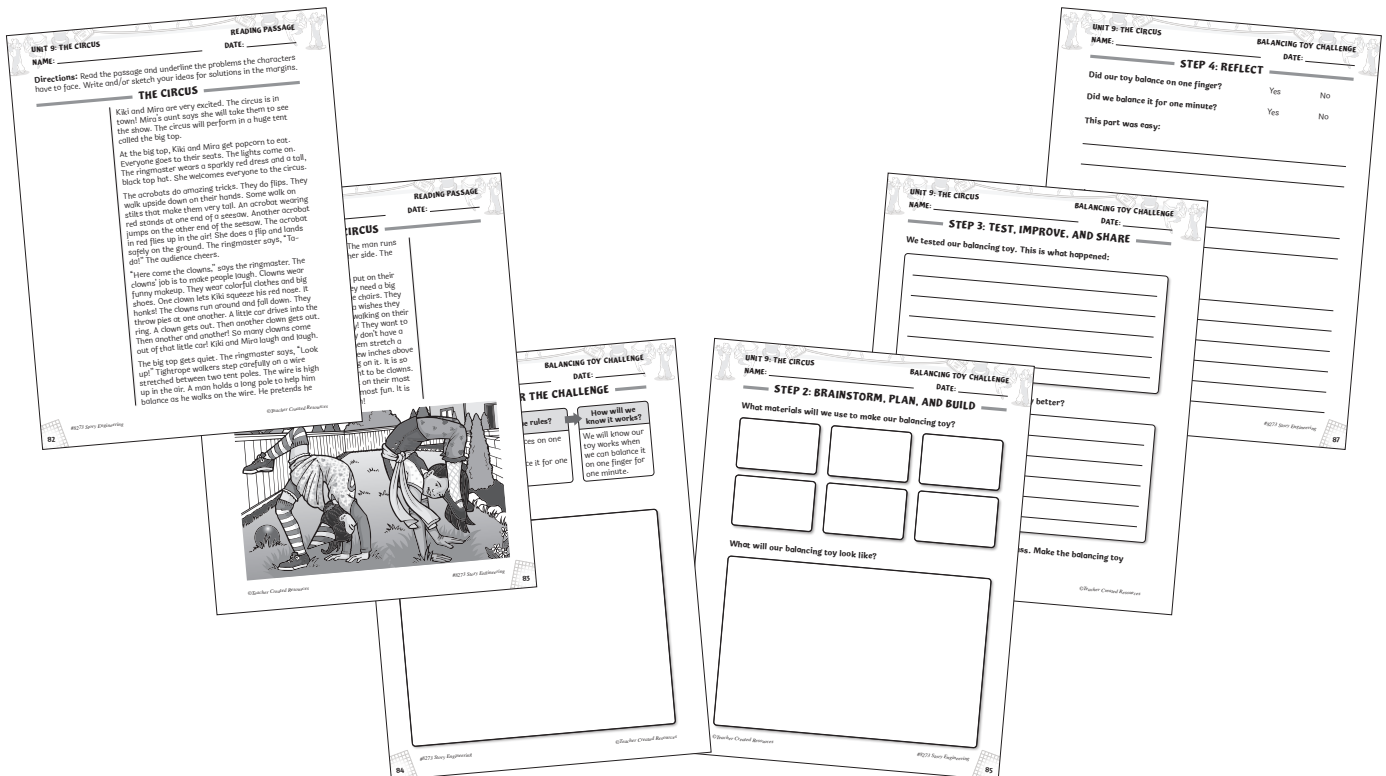 UNIT 9: THE CIRCUS
READING PASSAGE
NAME:
DATE:
Directions: Read the passage and underline the problems the characters
have to face. Write and/or sketch your ideas for solutions in the margins.
THE CIRCUS
Kiki and Mira are very excited. The circus is in
town! Mira's aunt says she will take them to see
the show. The circus will perform in a huge tent
called the big top.
At the big top, Kiki and Mira get popcorn to eat.
Everyone goes to their seats. The lights come on.
The ringmaster wears a sparkly red dress and a tall,
black top hat. She welcomes everyone to the circus.
The acrobats do amazing tricks. They do flips. They
walk upside down on their hands. Some walk on
stilts that make them very tall. An acrobat wearing
red stands at one end of a seesaw. Another acrobat
jumps on the other end of the seesaw. The acrobat
in red flies up in the air! She does a flip and lands
safely on the ground. The ringmaster says, "Ta-
da!" The audience cheers.
"Here come the clowns," says the ringmaster. The
clowns' job is to make people laugh. Clowns wear
funny makeup. They wear colorful clothes and big
shoes. One clown lets Kiki squeeze his red nose. It
honks! The clowns run around and fall down. They
throw pies at one another. A little car drives into the
ring. A clown gets out. Then another clown gets out.
Then another and another! So many clowns come
out of that little car! Kiki and Mira laugh and laugh.
The big top gets quiet. The ringmaster says, "Look
up!" Tightrope walkers step carefully on a wire
stretched between two tent poles. The wire is high
up in the air. A man holds a long pole to help him
balance as he walks on the wire. He pretends he
©Teacher Created Resources
#8273 Story Engineering
82
READING PASSAGE
DATE:
CIRCUS
The man runs
her side. The
put on their
ey need a big
e chairs. They
a wishes they
walking on their
y! They want to
y don't have a
em stretch a
ew inches above
g on it. It is so
nt to be clowns.
on their most
most fun. It is
n!
©Teacher Created Resources
#8273 Story Engineering
83
BALANCING TOY CHALLENGE
DATE:
R THE CHALLENGE
e rules?
How will we
know it works?
ces on one
ce it for one
We will know our
toy works when
we can balance it
on one finger for
one minute.
#8273 Story Engineering
©Teacher Created Resources
84
UNIT 9: THE CIRCUS
BALANCING TOY CHALLENGE
NAME:
DATE:
STEP 2: BRAINSTORM, PLAN, AND BUILD
What materials will we use to make our balancing toy?
What will our balancing toy look like?
©Teacher Created Resources
#8273 Story Engineering
85
UNIT 9: THE CIRCUS
BALANCING TOY CHALLENGE
NAME:
DATE:
STEP 3: TEST, IMPROVE, AND SHARE
We tested our balancing toy. This is what happened:
y better?
ss. Make the balancing toy
©Teacher Created Resources
UNIT 9: THE CIRCUS
BALANCING TOY CHALLENGE
NAME:
DATE:
STEP 4: REFLECT
Did our toy balance on one finger?
Yes
No
Did we balance it for one minute?
Yes
No
This part was easy:
#8273 Story Engineering
87